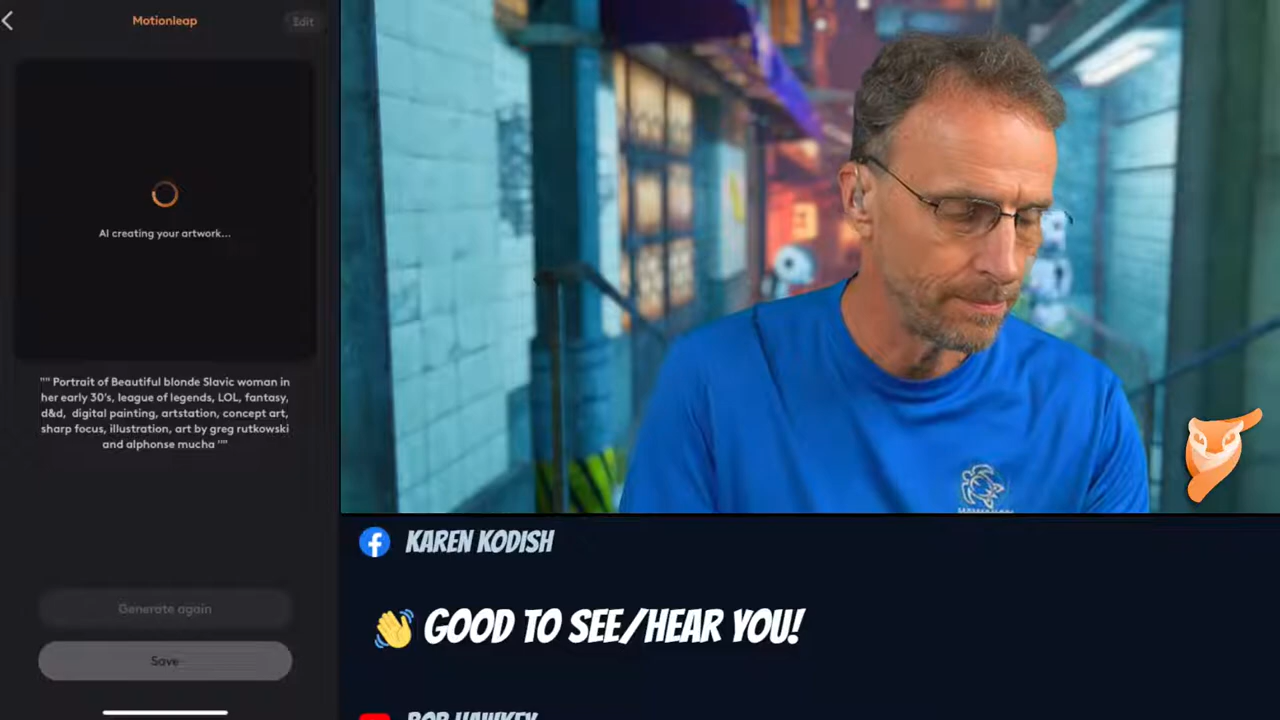 Motionleap
Edit
AI creating your artwork...
"" Portrait of Beautiful blonde Slavic woman in
her early 30's, league of legends, LOL, fantasy,
d&d, digital painting, artstation, concept art,
sharp focus, illustration, art by greg rutkowski
and alphonse mucha ""
Generate again
Save
KAREN KODISH
👋 GOOD TO SEE/HEAR YOU!
BOB HAWKEY